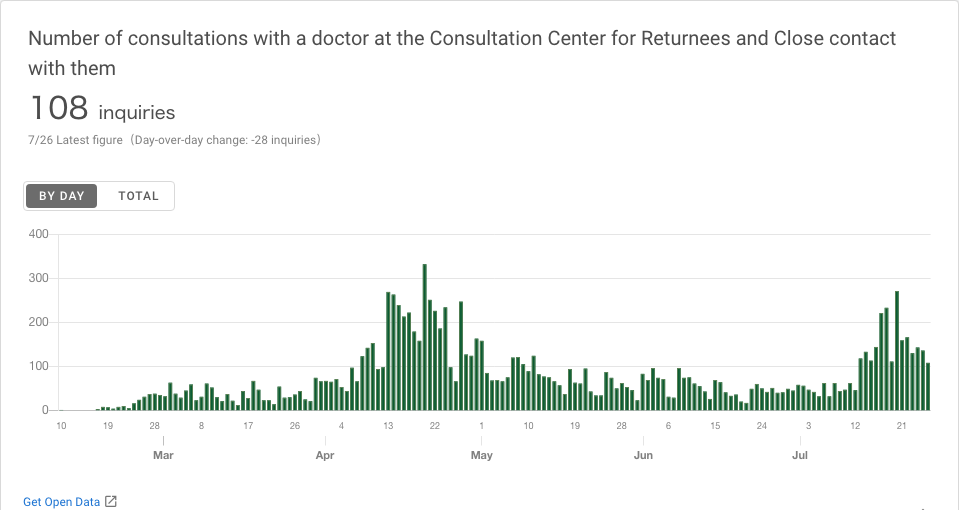 Number of consultations with a doctor at the Consultation Center for Returnees and Close contact
with them
108 inquiries
7/26 Latest figure（Day-over-day change: -28 inquiries）
BY DAY TOTAL
400
300
200
100
0
10 19 28 8 17 26 4 13 22 1 10 19 28 6 15 24 3 12 21
Mar Apr May Jun Jul
Get Open Data